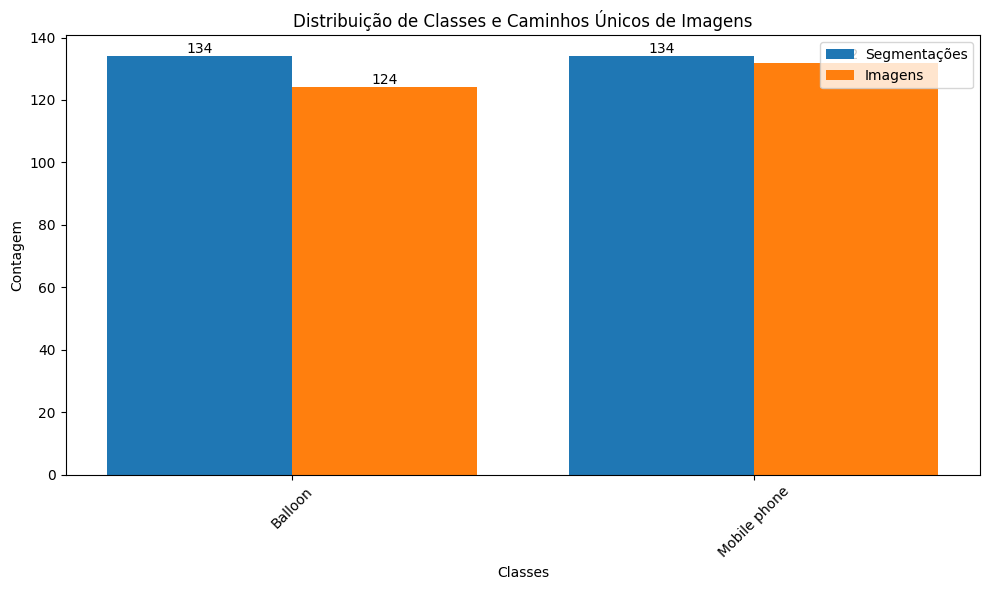 Distribuição de Classes e Caminhos Únicos de Imagens
Segmentações
Imagens
134
124
134
140
120
100
80
60
40
20
0
Contagem
Balloon
Mobile phone
Classes